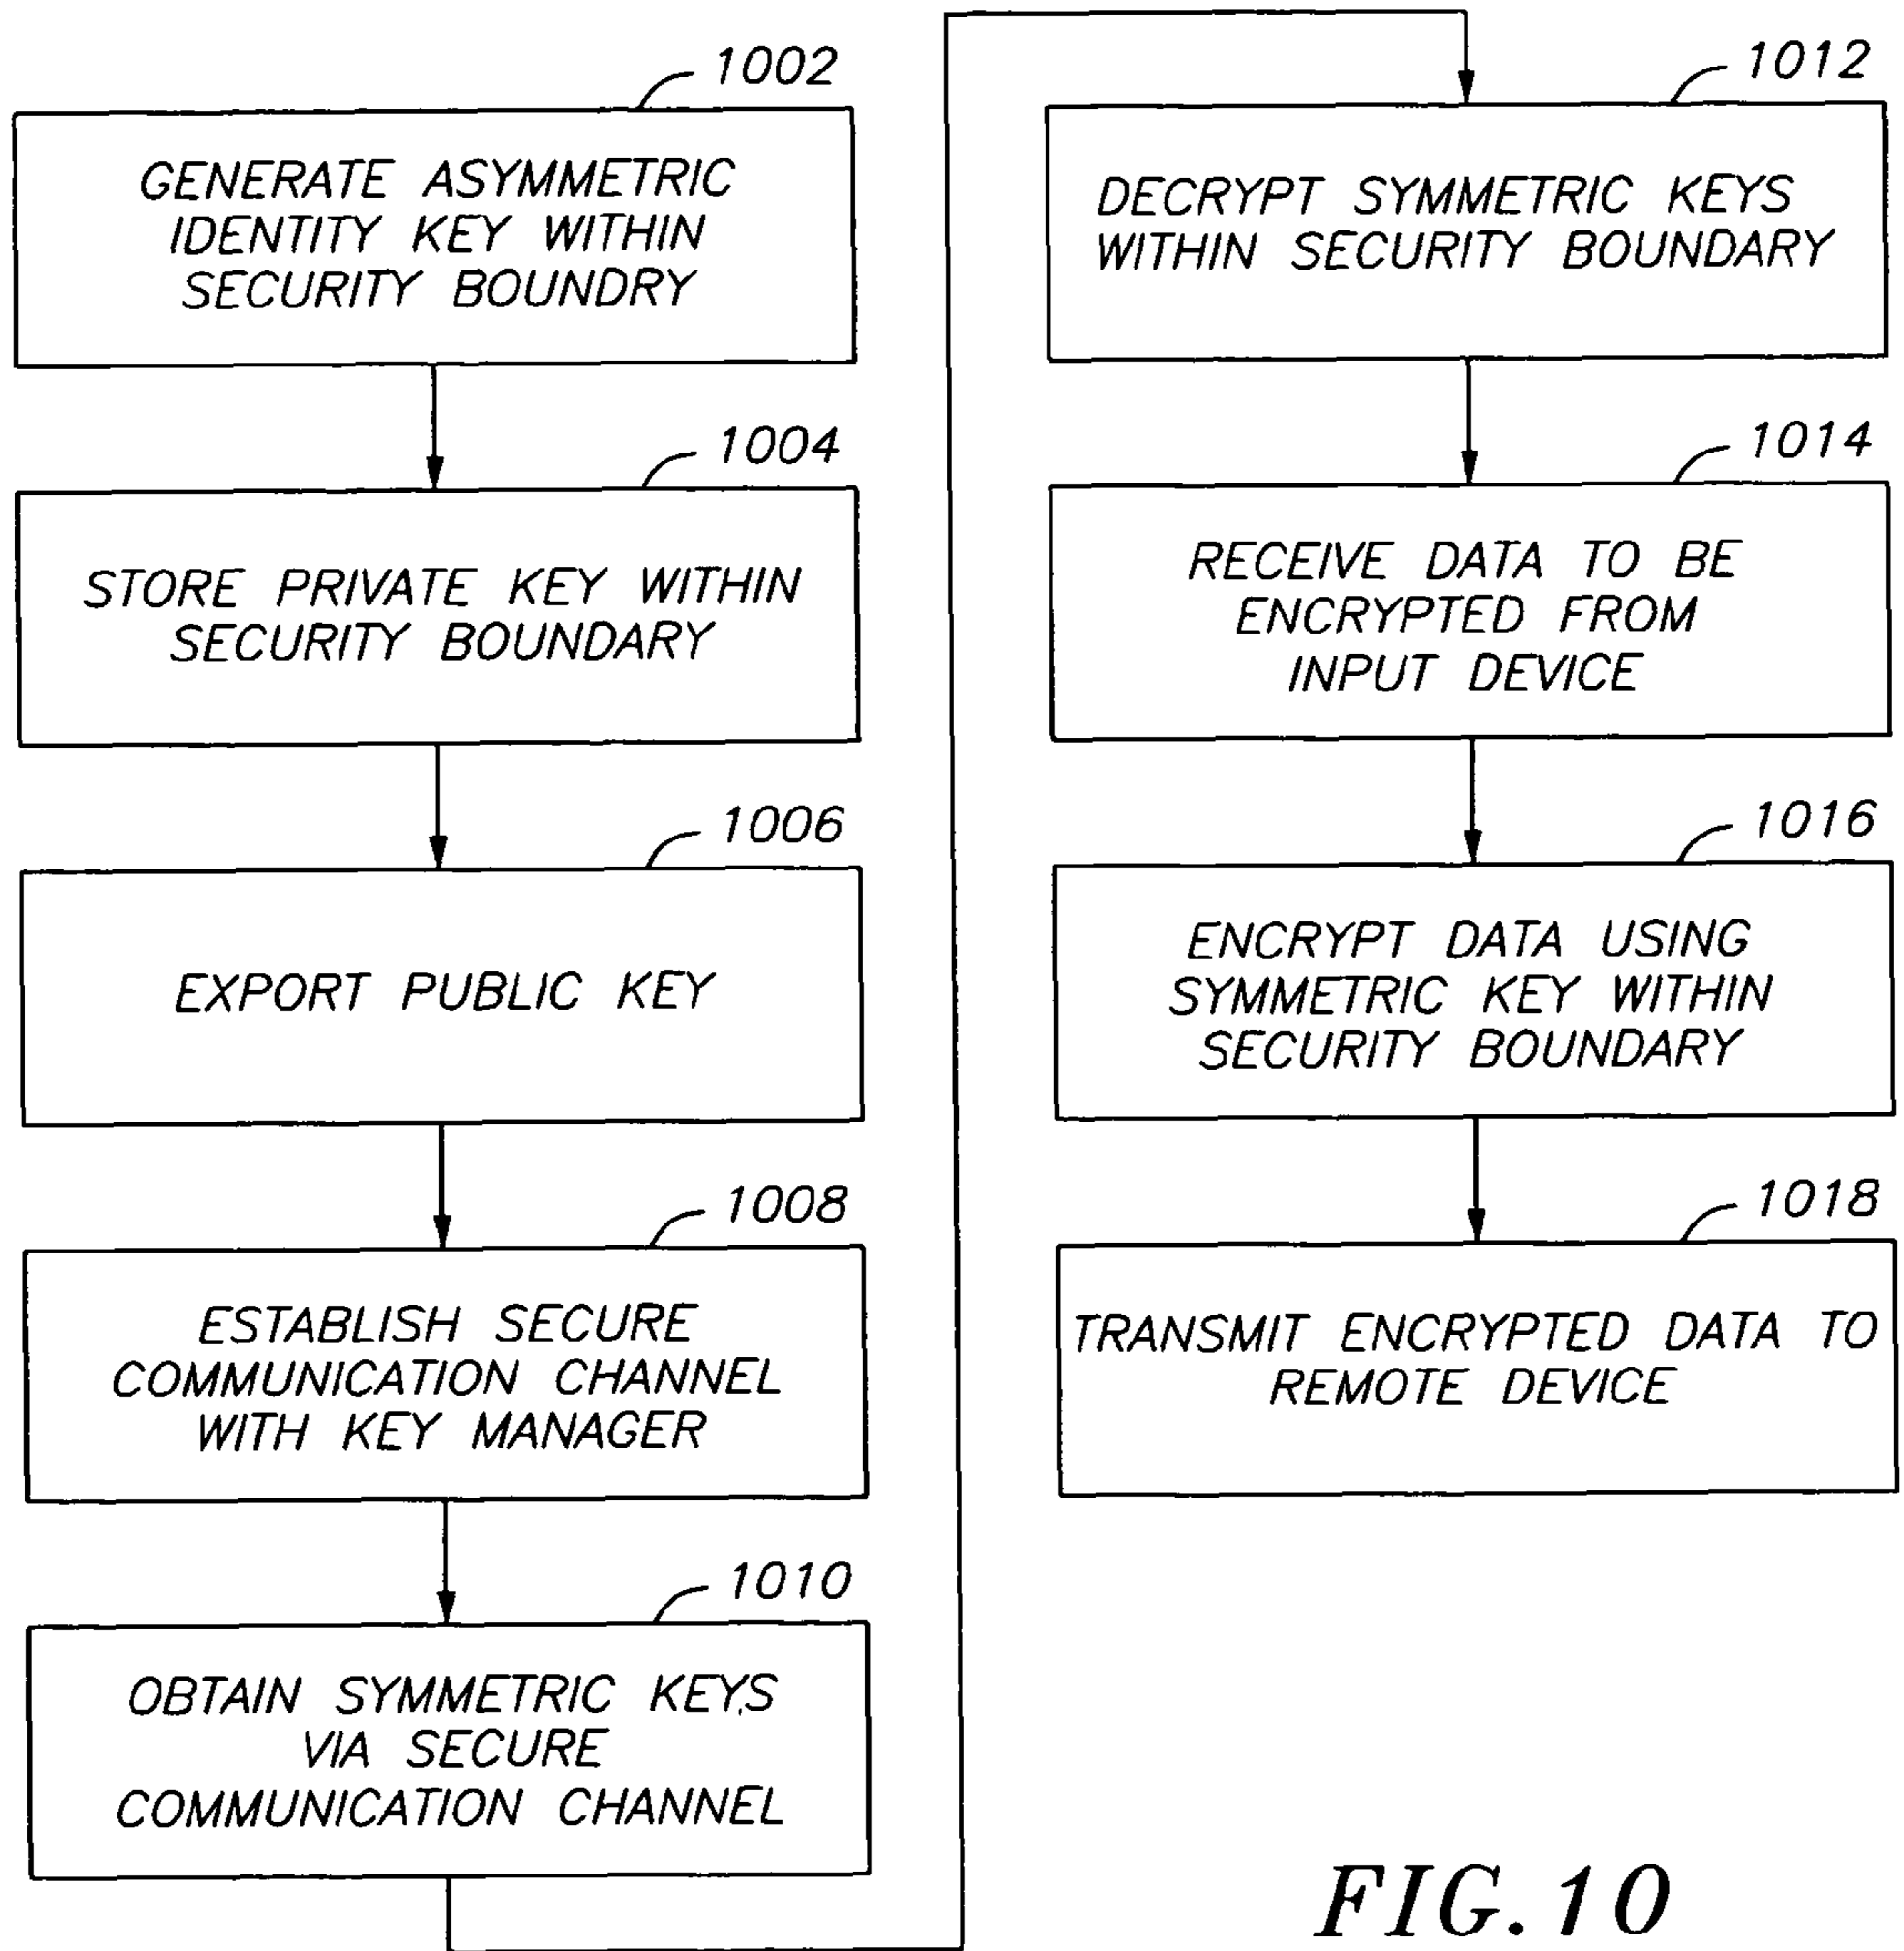 1002
GENERATE ASYMMETRIC
IDENTITY KEY WITHIN
SECURITY BOUNDRY
1004
STORE PRIVATE KEY WITHIN
SECURITY BOUNDARY
1006
EXPORT PUBLIC KEY
1008
ESTABLISH SECURE
COMMUNICATION CHANNEL
WITH KEY MANAGER
1010
OBTAIN SYMMETRIC KEYS
VIA SECURE
COMMUNICATION CHANNEL
1012
DECRYPT SYMMETRIC KEYS
WITHIN SECURITY BOUNDARY
1014
RECEIVE DATA TO BE
ENCRYPTED FROM
INPUT DEVICE
1016
ENCRYPT DATA USING
SYMMETRIC KEY WITHIN
SECURITY BOUNDARY
1018
TRANSMIT ENCRYPTED DATA TO
REMOTE DEVICE
FIG. 10